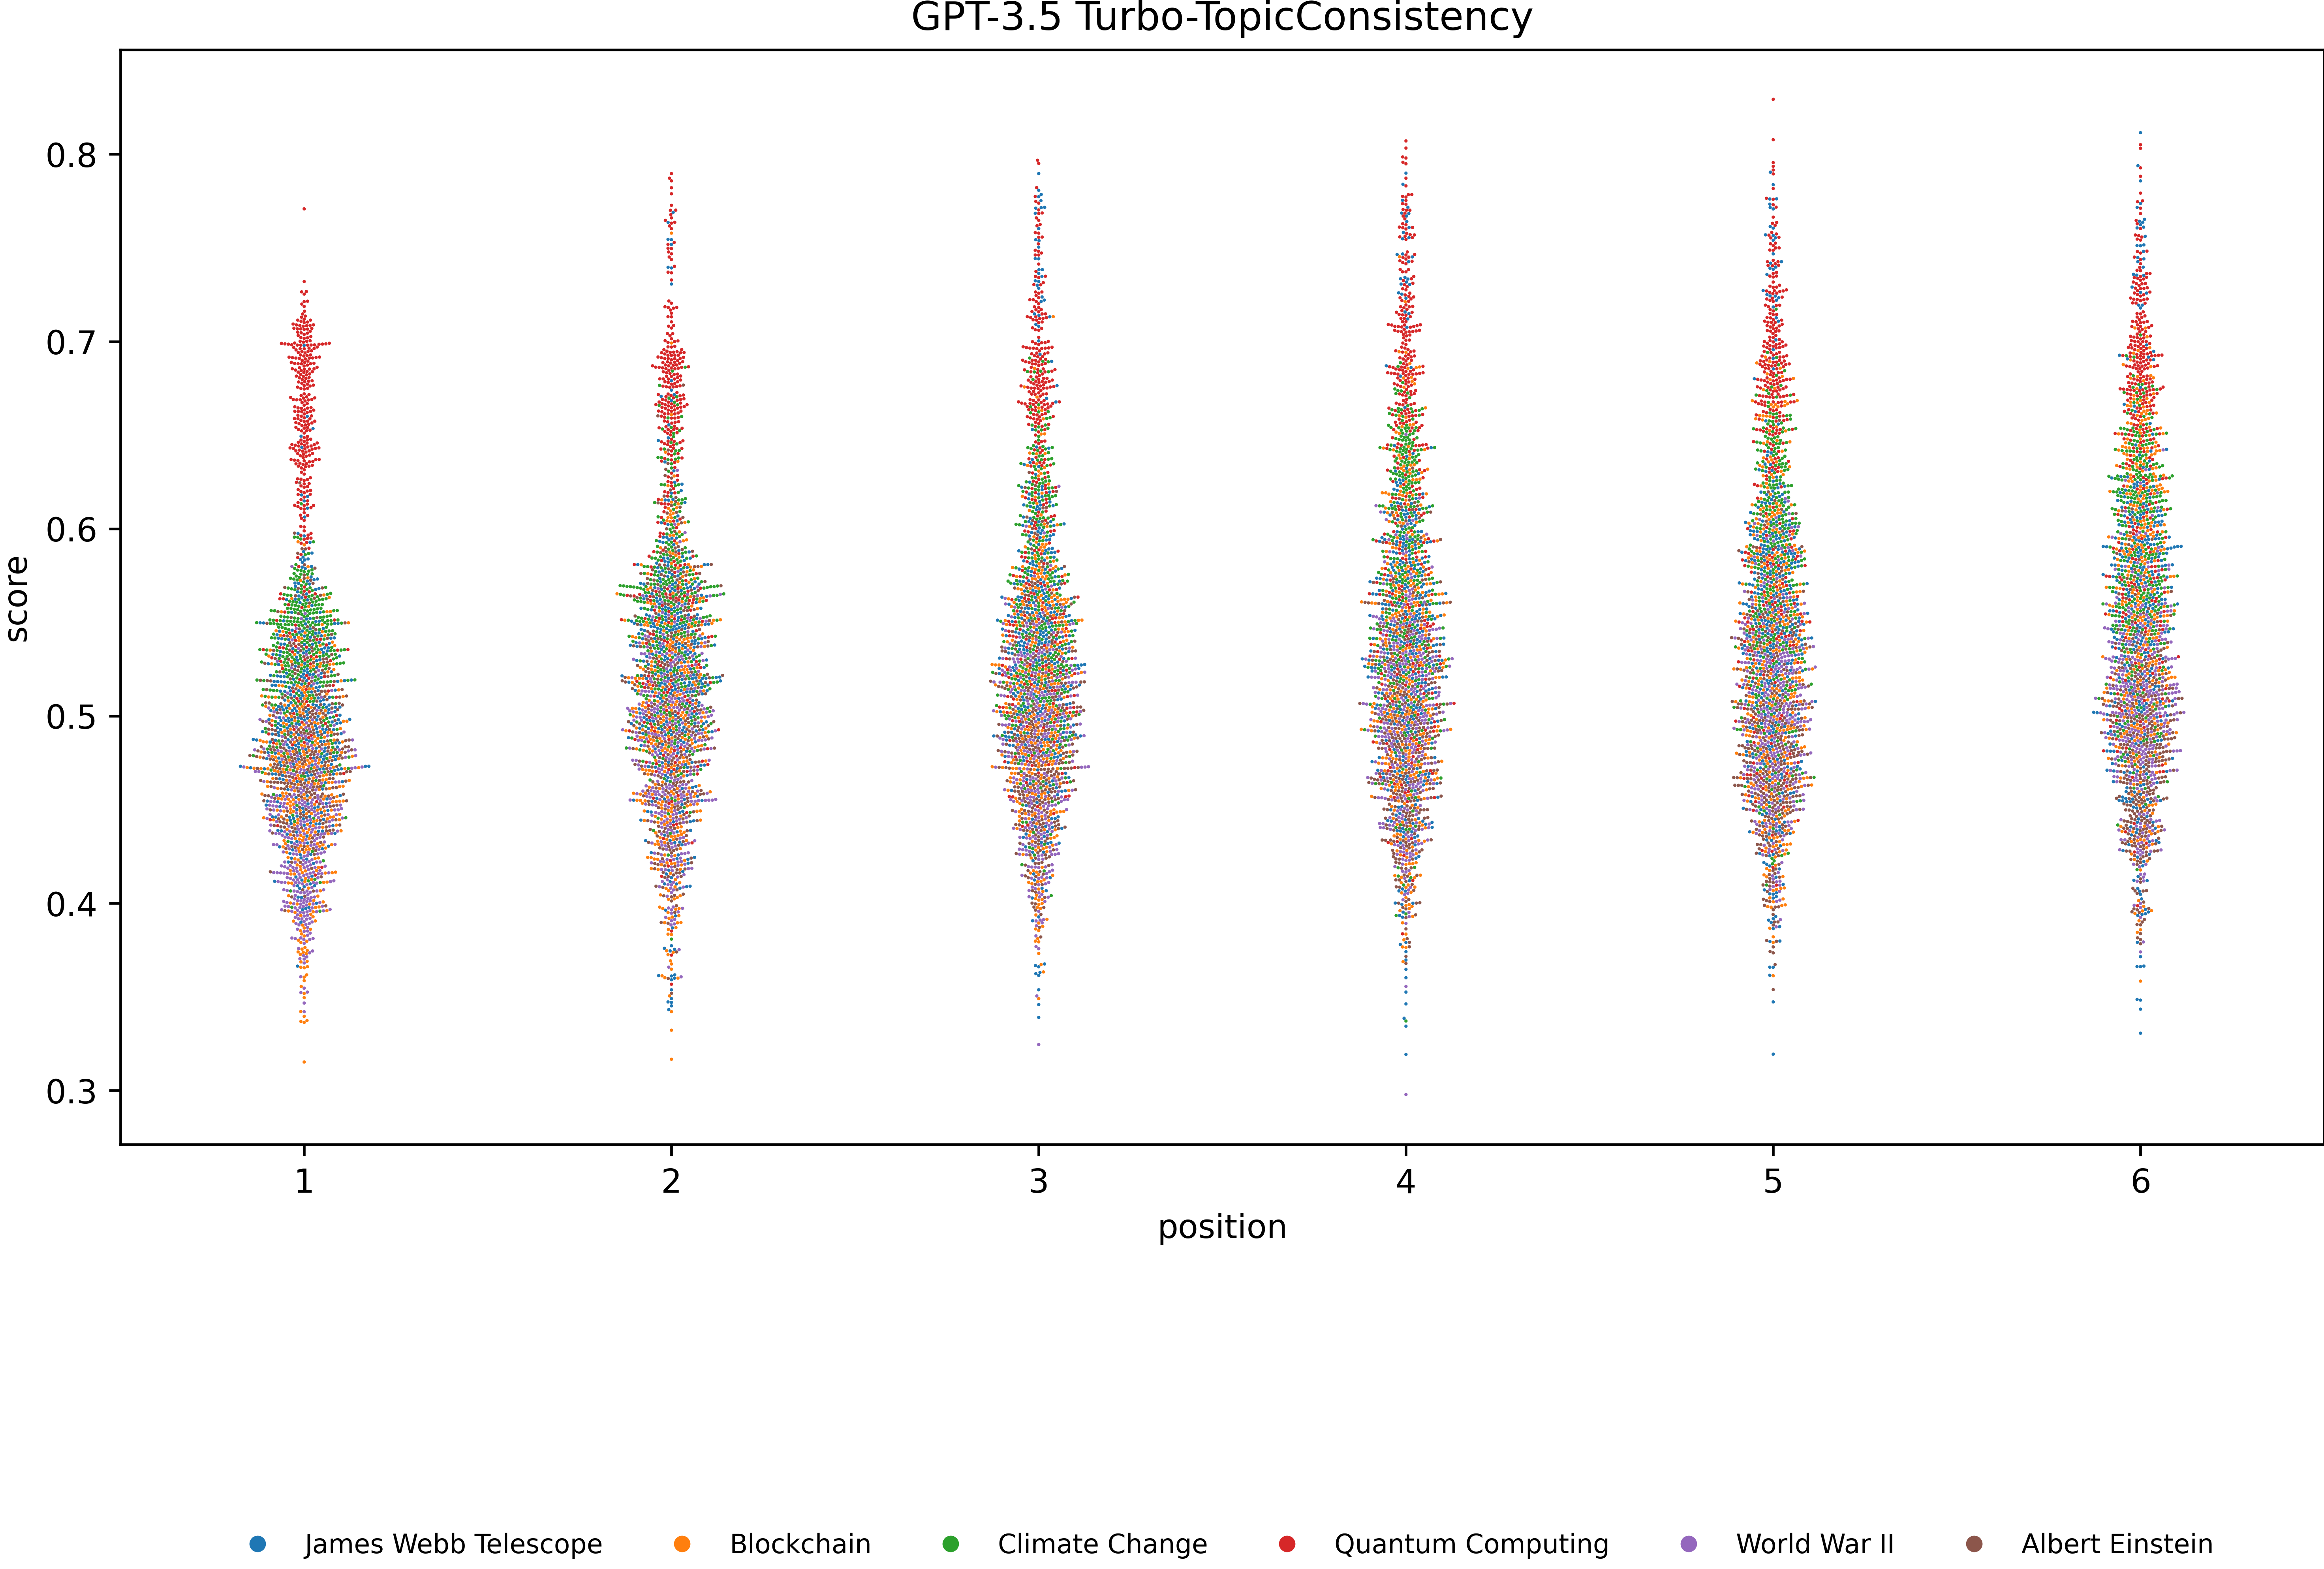 GPT-3.5 Turbo-TopicConsistency
score
0.8
0.7
0.6
0.5
0.4
0.3
1 2 3 4 5 6
position
James Webb Telescope Blockchain Climate Change Quantum Computing World War II Albert Einstein